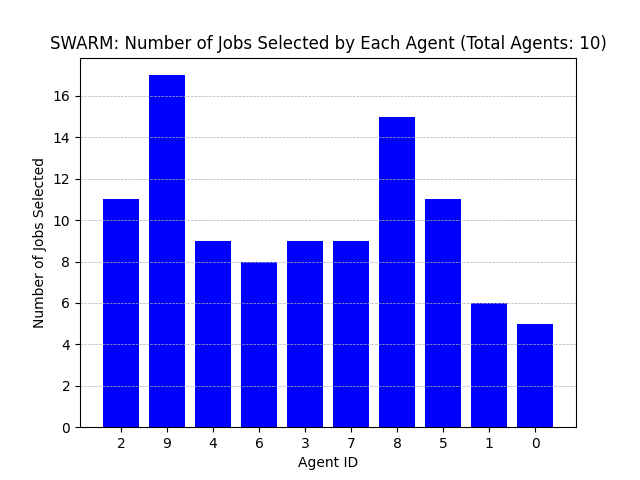 SWARM: Number of Jobs Selected by Each Agent (Total Agents: 10)
Number of Jobs Selected
16
14
12
10
8
6
4
2
0
2 9 4 6 3 7 8 5 1 0
Agent ID